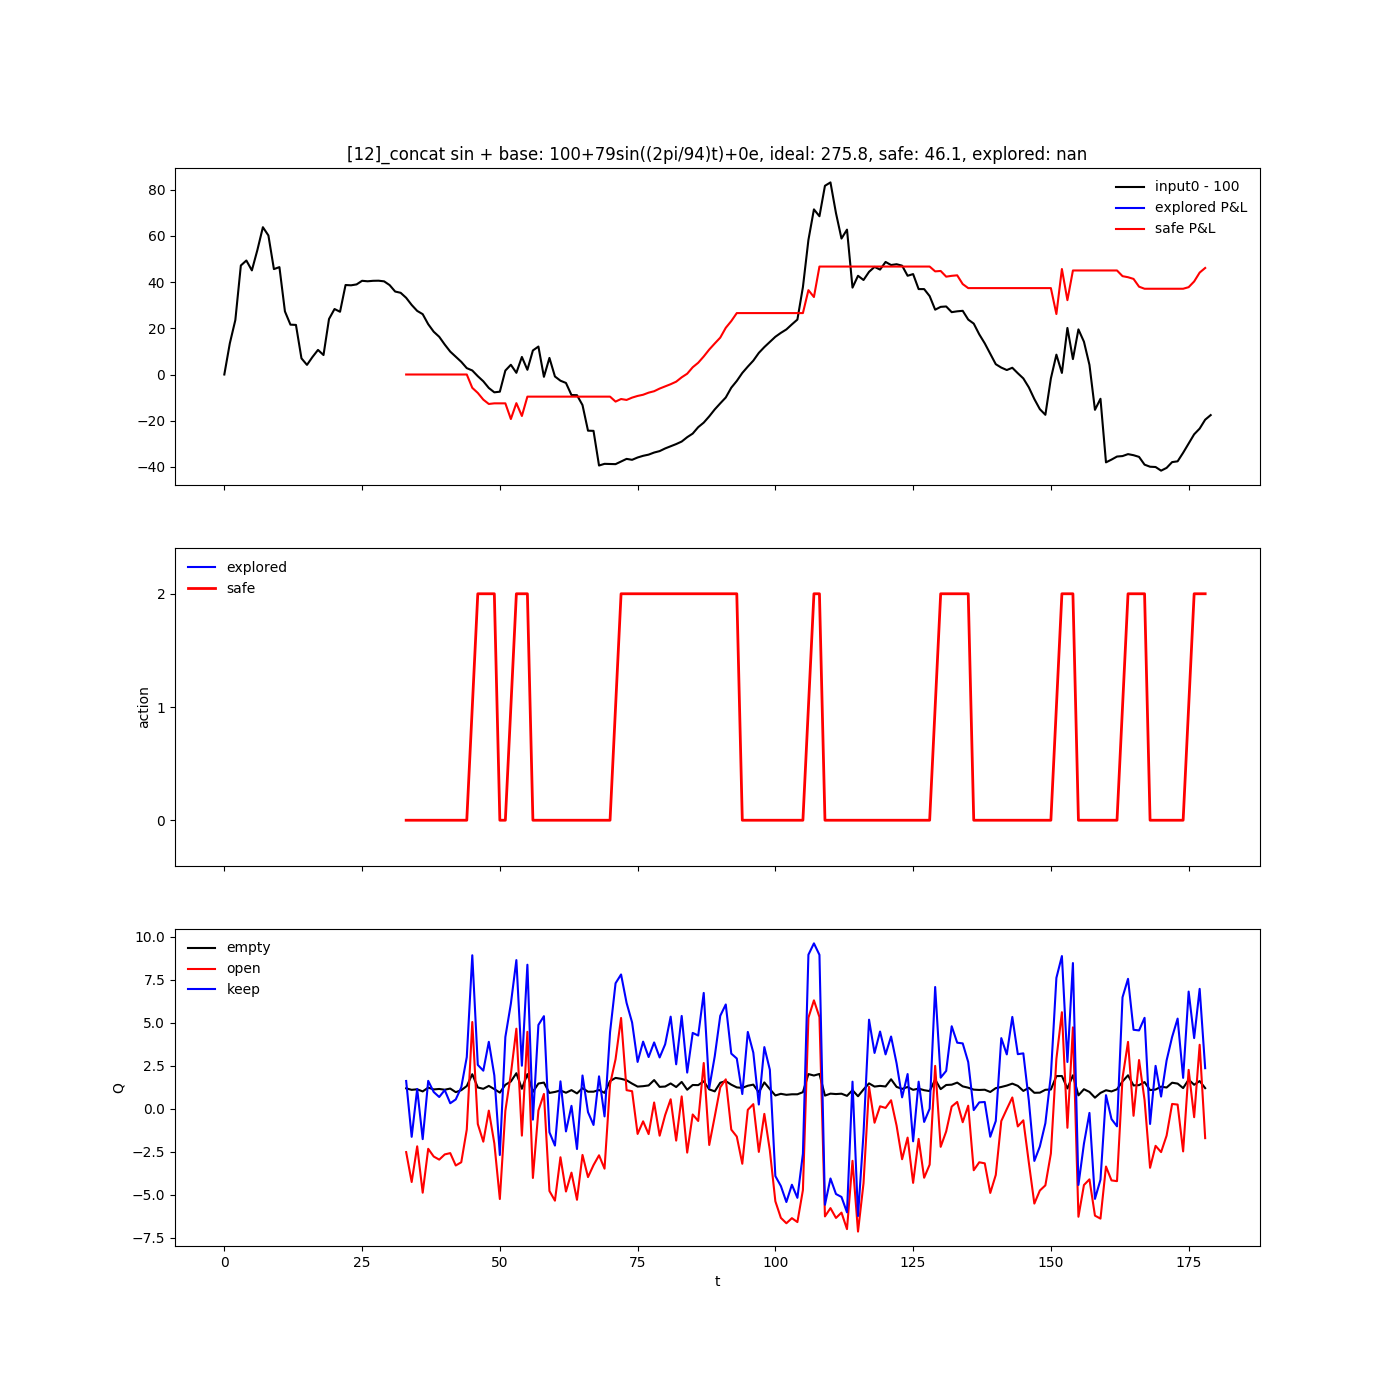 [12]_concat sin + base: 100+79sin((2pi/94)t)+0e, ideal: 275.8, safe: 46.1, explored: nan
80
60
40
20
0
−20
−40
input0 - 100
explored P&L
safe P&L
action
2
1
0
explored
safe
Q
10.0
7.5
5.0
2.5
0.0
−2.5
−5.0
−7.5
empty
open
keep
0 25 50 75 100 125 150 175
t